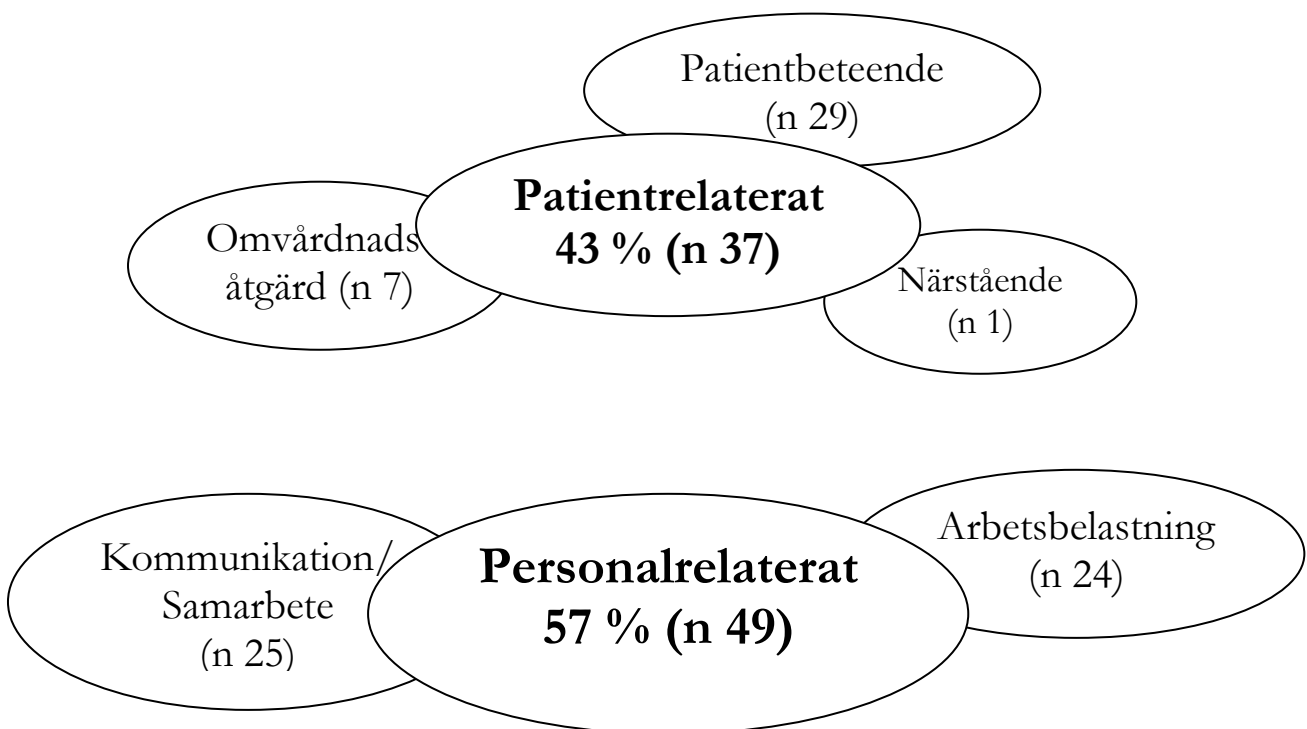 Patientbeteende
(n 29)
Patientrelaterat
43 % (n 37)
Omvårdnads
åtgärd (n 7)
Närstående
(n 1)
Kommunikation/
Samarbete
(n 25)
Personalrelaterat
57 % (n 49)
Arbetsbelastning
(n 24)